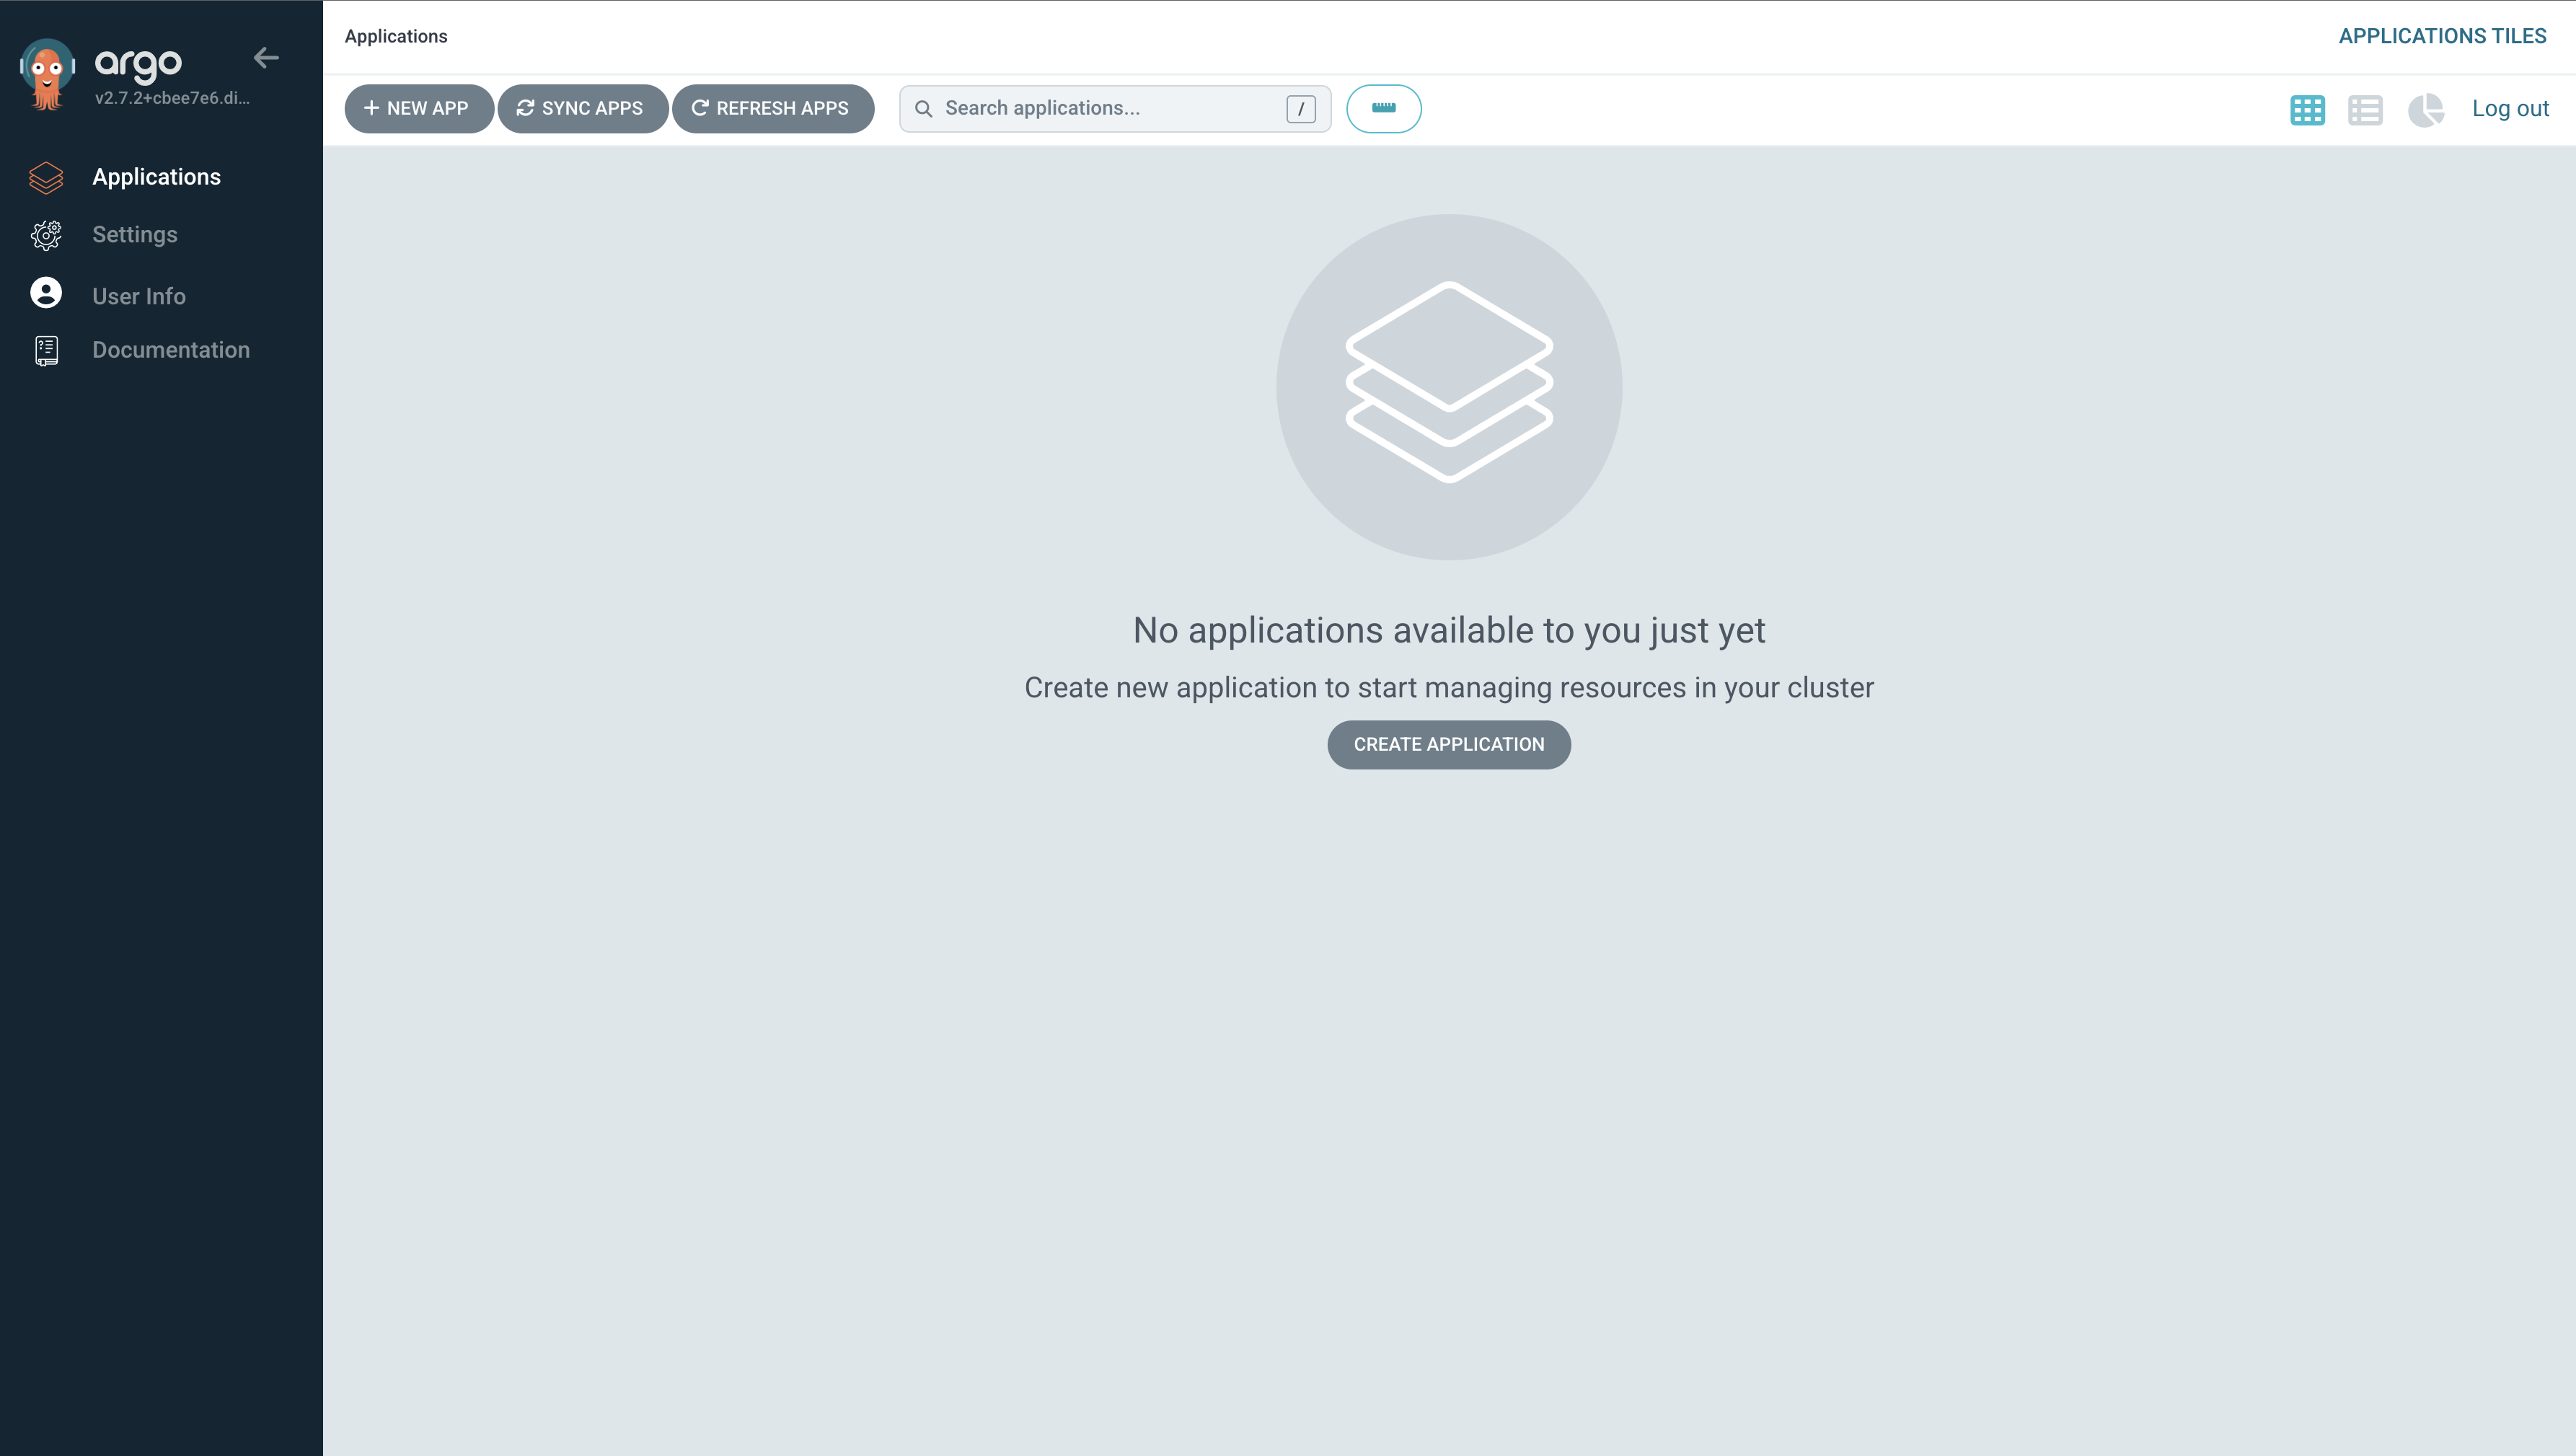 argo
v2.7.2+cbee7e6.di...
Applications
Settings
User Info
Documentation
Applications
APPLICATIONS TILES
+ NEW APP
SYNC APPS
REFRESH APPS
Search applications...
/
Log out
No applications available to you just yet
Create new application to start managing resources in your cluster
CREATE APPLICATION